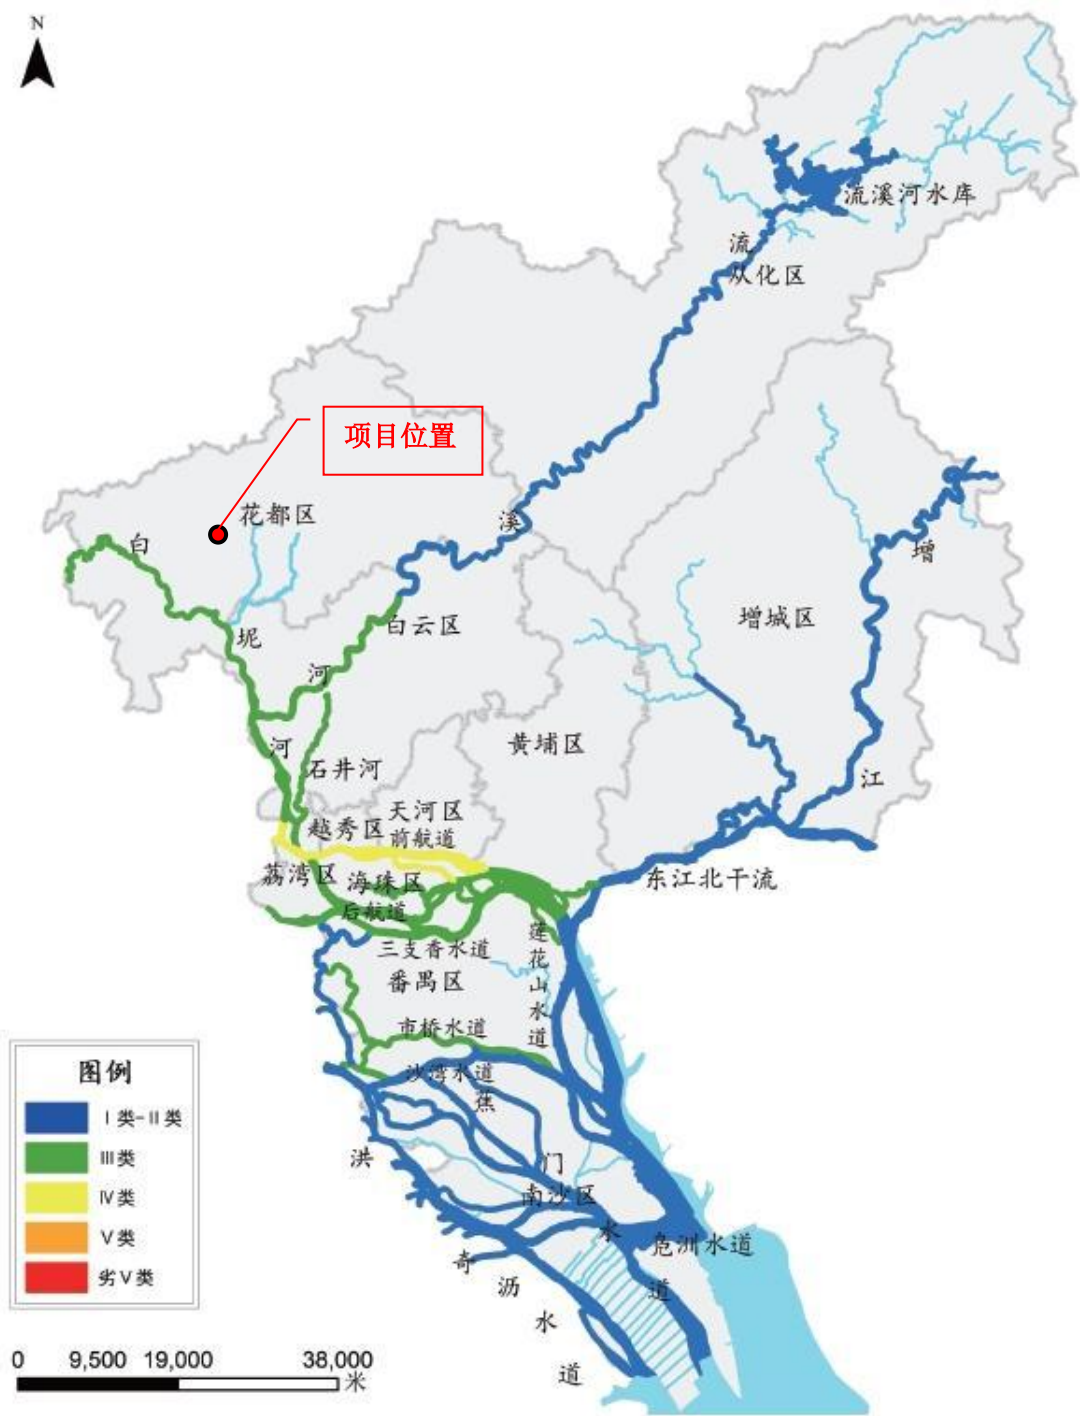 N
流溪河水库
流
从化区
项目位置
花都区
溪
白
增
白云区
增城区
坭
河
黄埔区
河
石井河
江
天河区
越秀区
前航道
荔湾区
海珠区
东江北干流
后航道
三支香水道
莲花山水道
番禺区
市桥水道
沙湾水道
蕉
图例
I类-II类
III类
IV类
V类
劣V类
洪
门
南沙区
水
凫洲水道
奇
道
沥
水
道
0 9,500 19,000 38,000
米